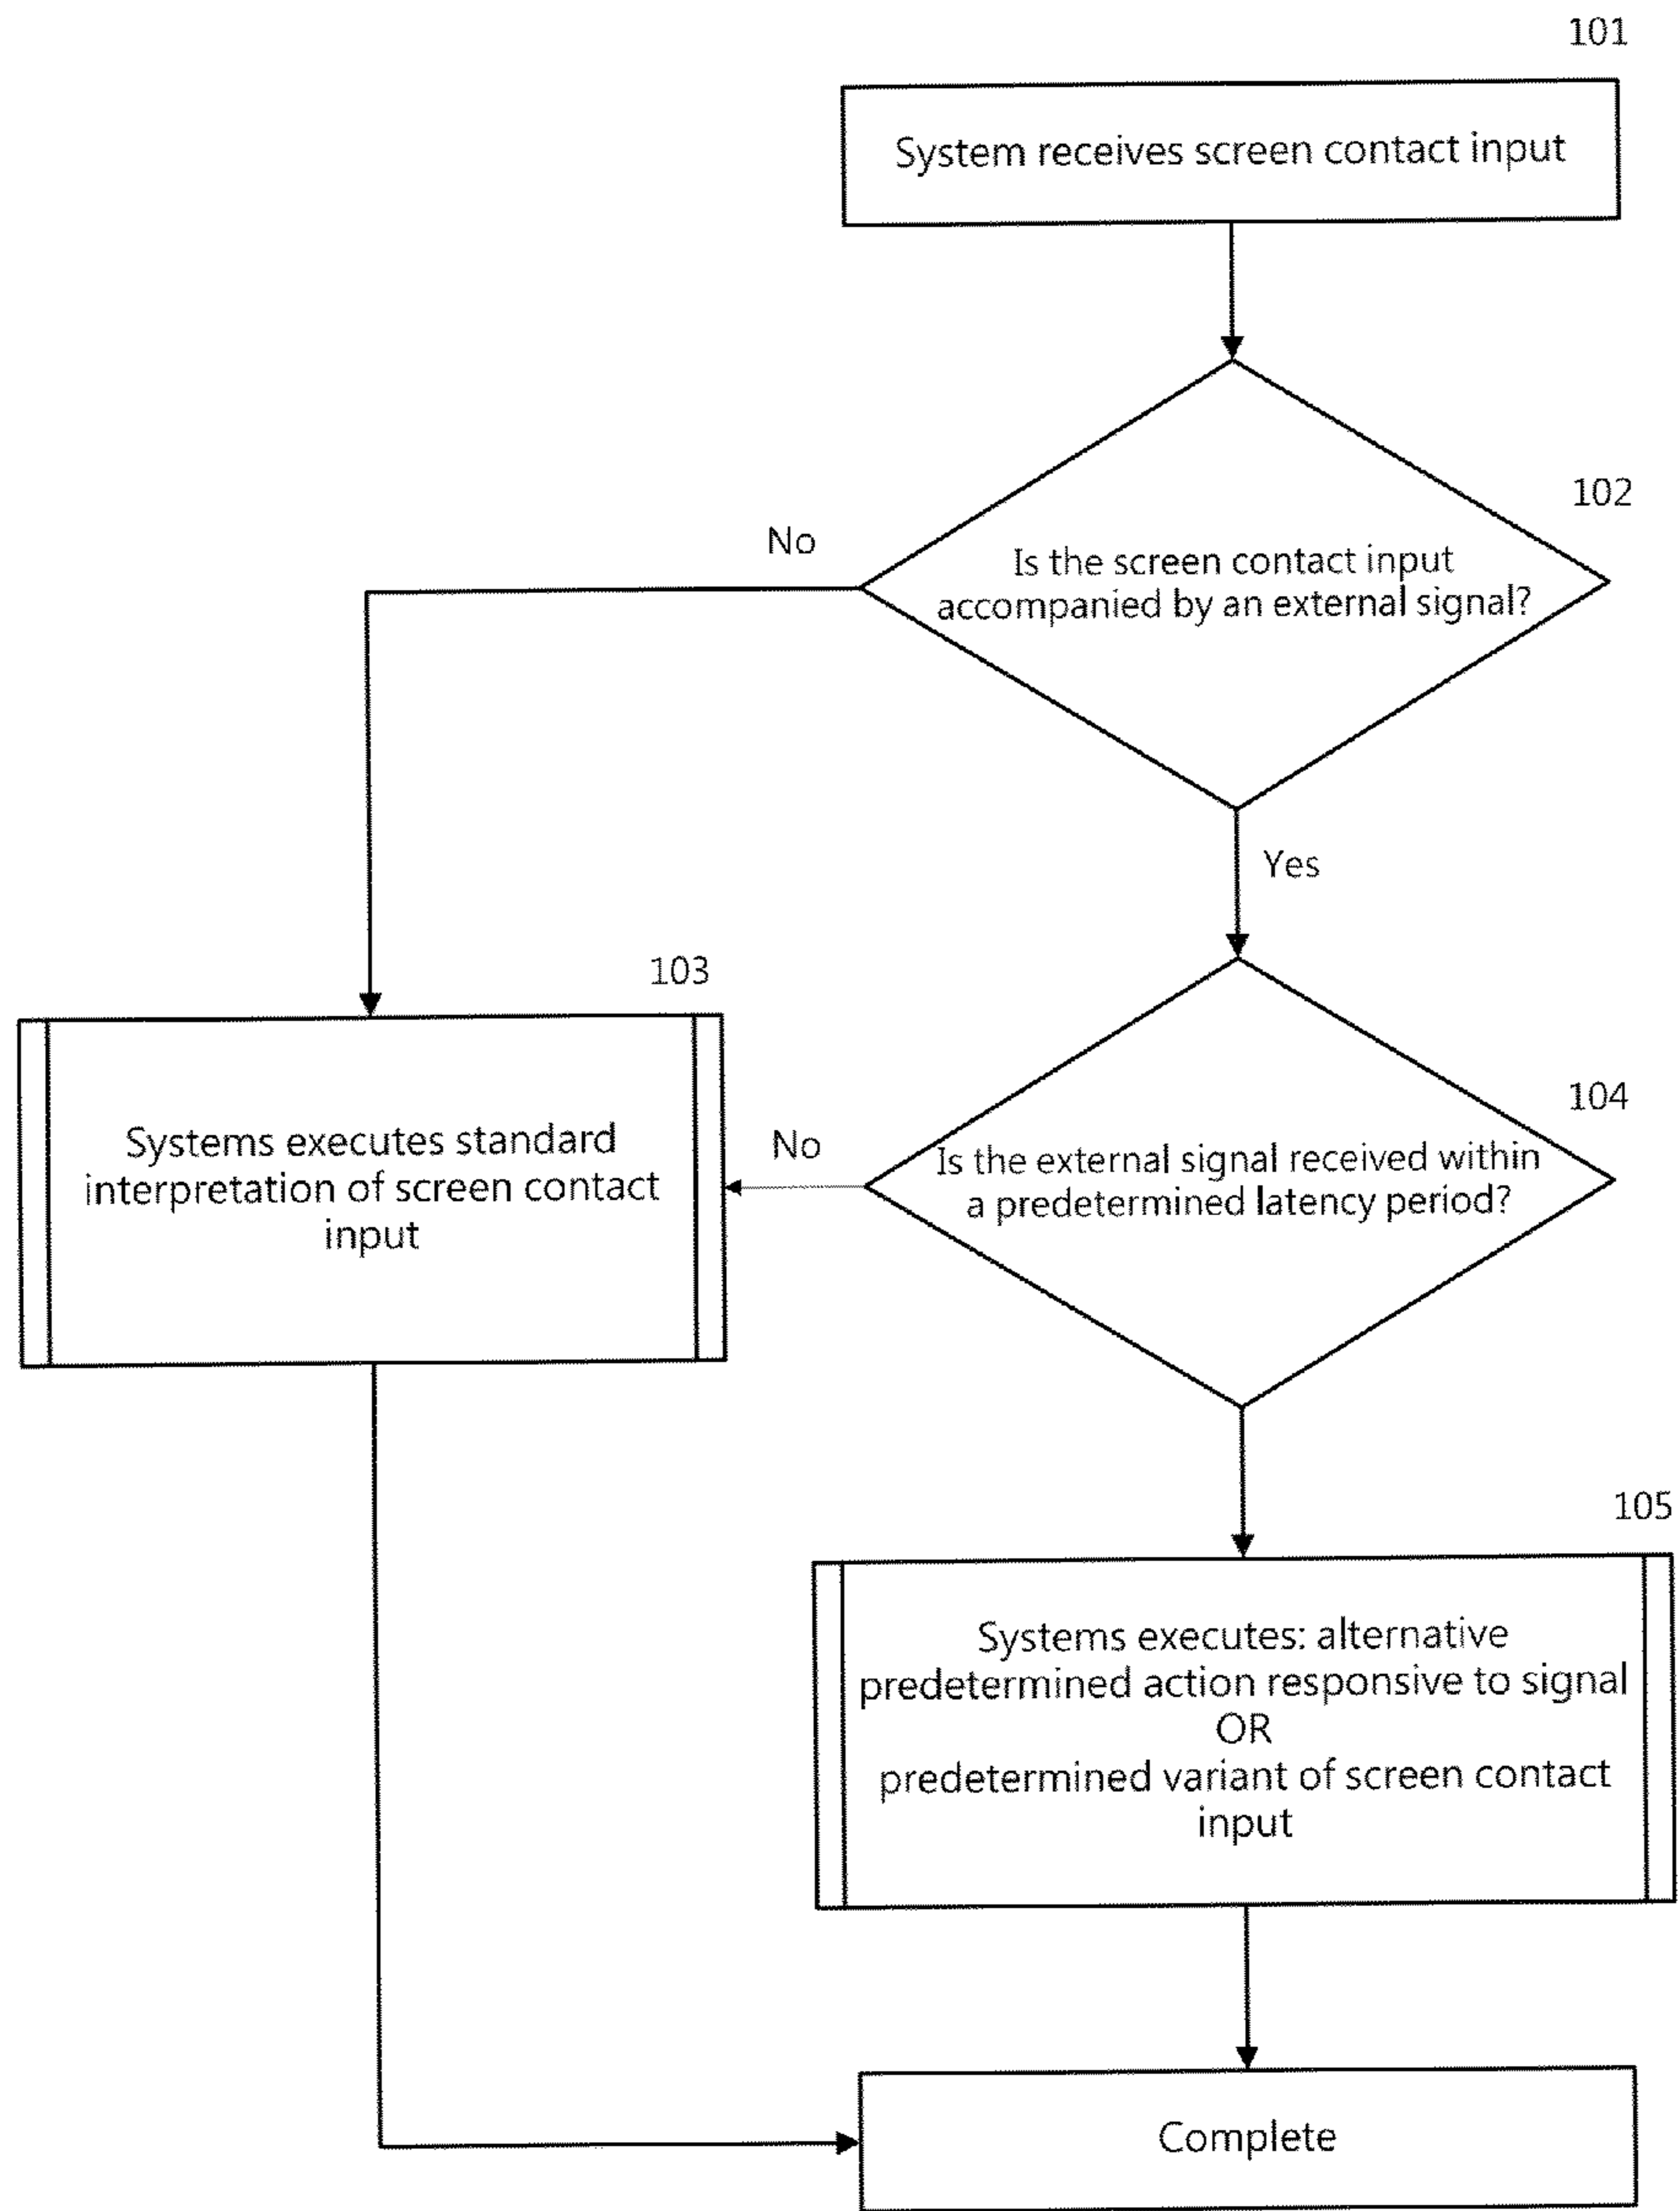 101
System receives screen contact input
102
No
Is the screen contact input
accompanied by an external signal?
Yes
103
104
Systems executes standard
interpretation of screen contact
input
No
Is the external signal received within
a predetermined latency period?
105
Systems executes: alternative
predetermined action responsive to signal
OR
predetermined variant of screen contact
input
Complete